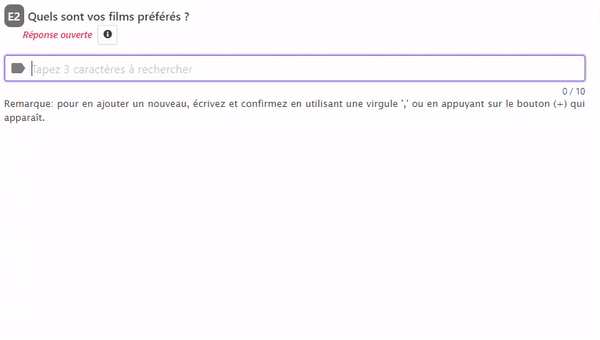 E2 Quels sont vos films préférés ?
Réponse ouverte
Tapez 3 caractères à rechercher
0 / 10
Remarque: pour en ajouter un nouveau, écrivez et confirmez en utilisant une virgule ',' ou en appuyant sur le bouton (+) qui
apparaît.